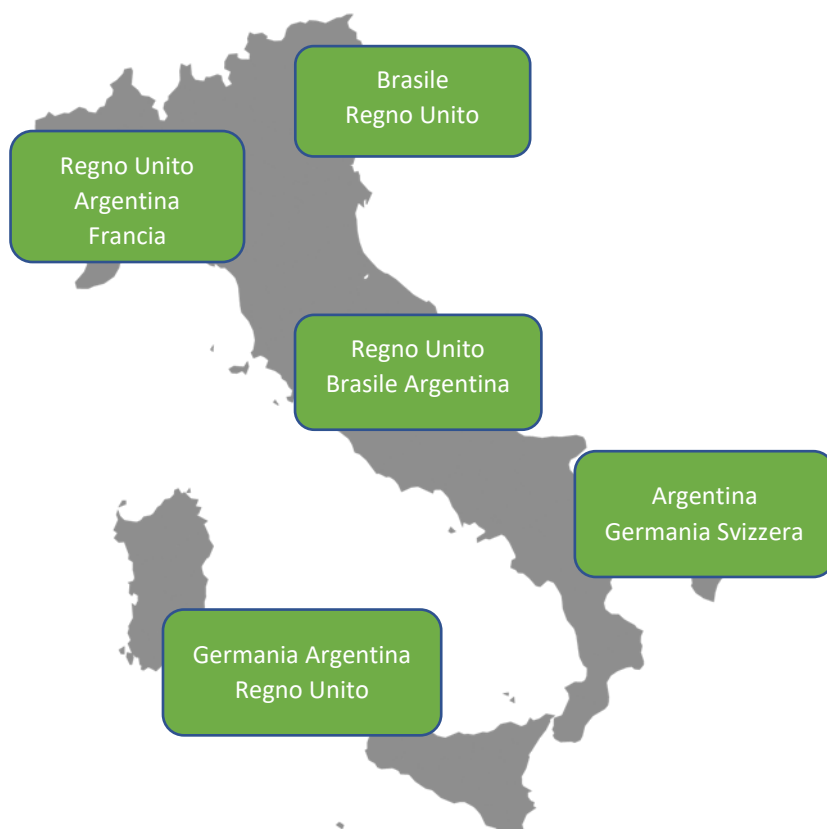 Brasile
Regno Unito
Regno Unito
Argentina
Francia
Regno Unito
Brasile Argentina
Argentina
Germania Svizzera
Germania Argentina
Regno Unito